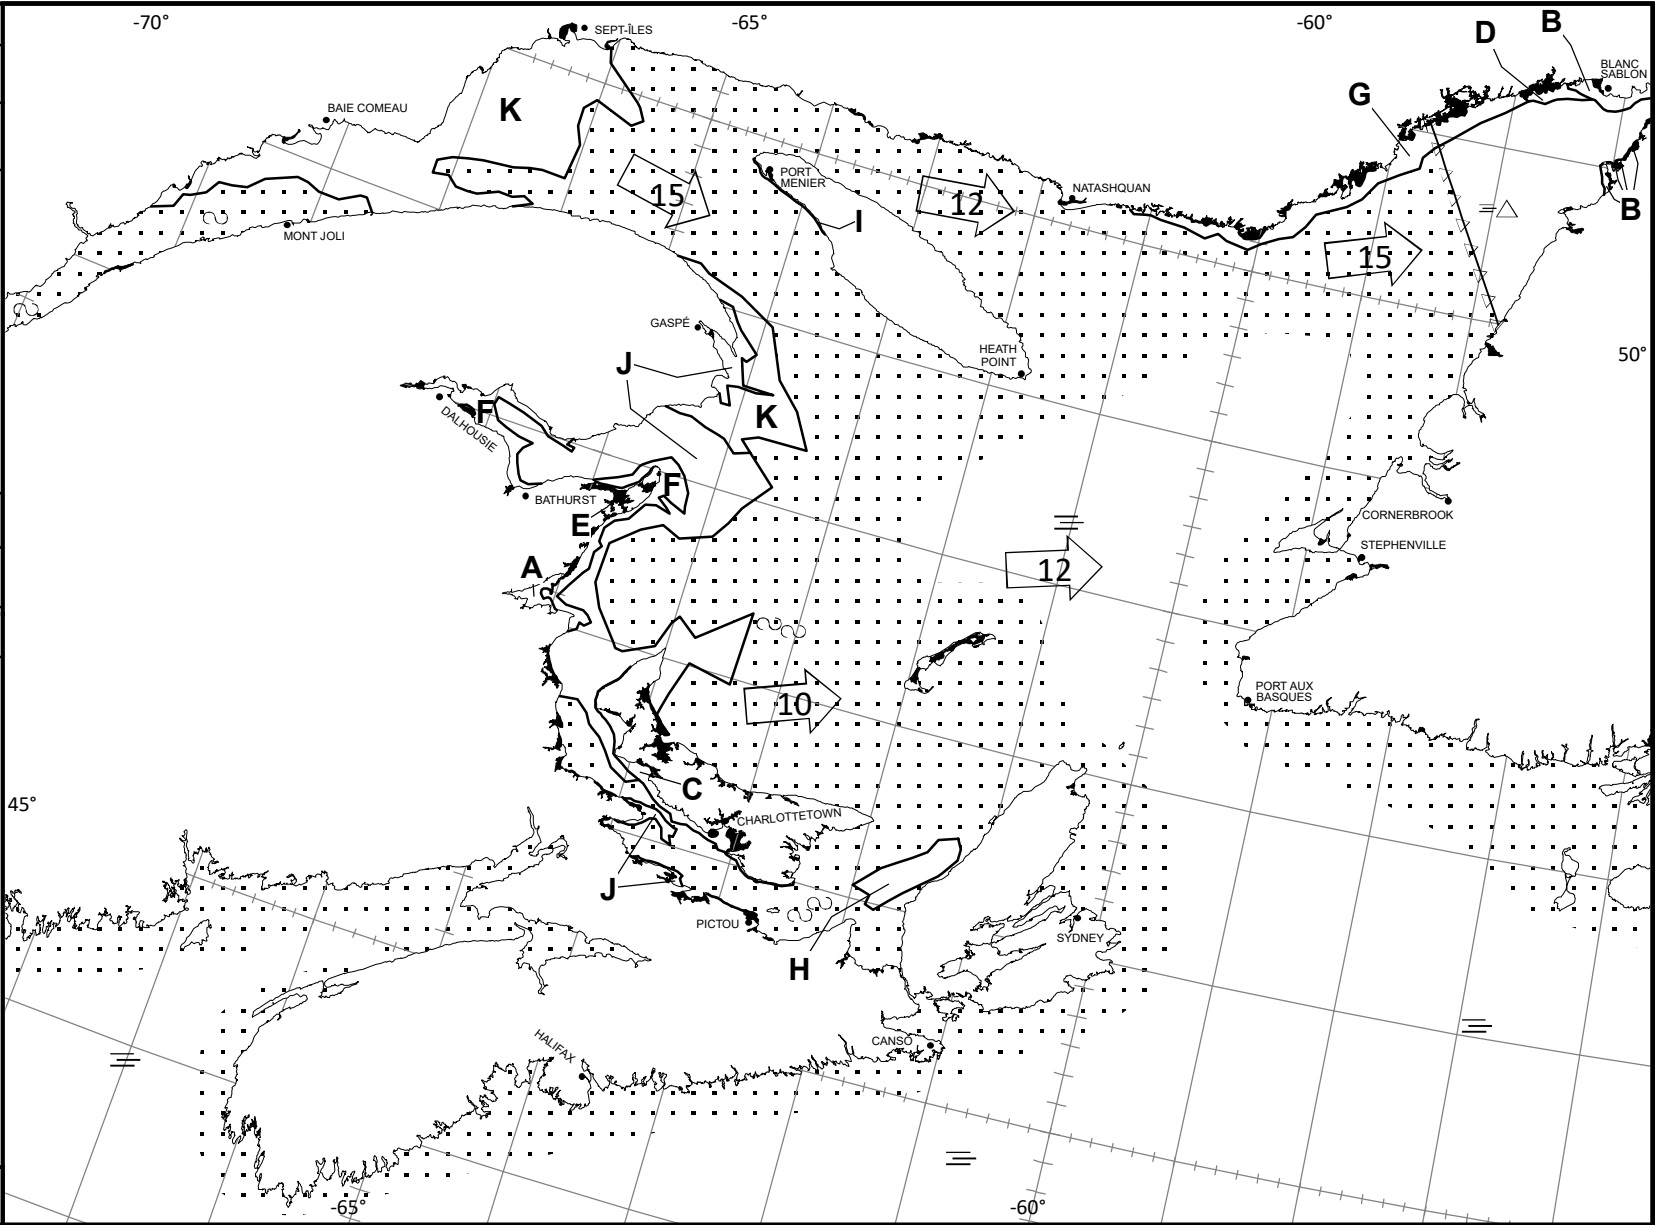 -70°
-65°
-60°
B
D
SEPT-ÎLES
BLANC
SABLON
G
BAIE COMEAU
K
PORT
MENIER
15
12
NATASHQUAN
I
B
MONT JOLI
15
GASPÉ
HEATH
POINT
50°
J
F
DALHOUSIE
K
F
BATHURST
E
CORNERBROOK
STEPHENVILLE
A
12
PORT AUX
BASQUES
10
C
45°
CHARLOTTETOWN
J
PICTOU
SYDNEY
H
HALIFAX
CANSO
-65°
-60°